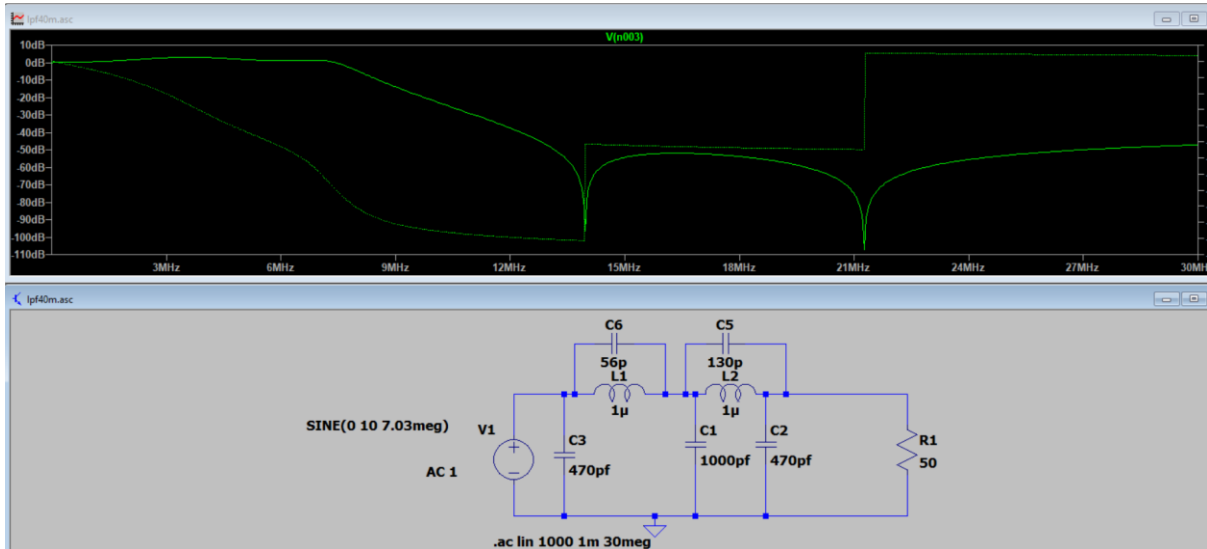 lpf40m.asc
V(n003)
10dB
0dB
-10dB
-20dB
-30dB
-40dB
-50dB
-60dB
-70dB
-80dB
-90dB
-100dB
-110dB
3MHz 6MHz 9MHz 12MHz 15MHz 18MHz 21MHz 24MHz 27MHz
lpf40m.asc
C6 C5
56p 130p
L1 L2
1µ 1µ
SINE(0 10 7.03meg) V1 C3 C1 C2 R1
AC 1 470pf 1000pf 470pf 50
.ac lin 1000 1m 30meg